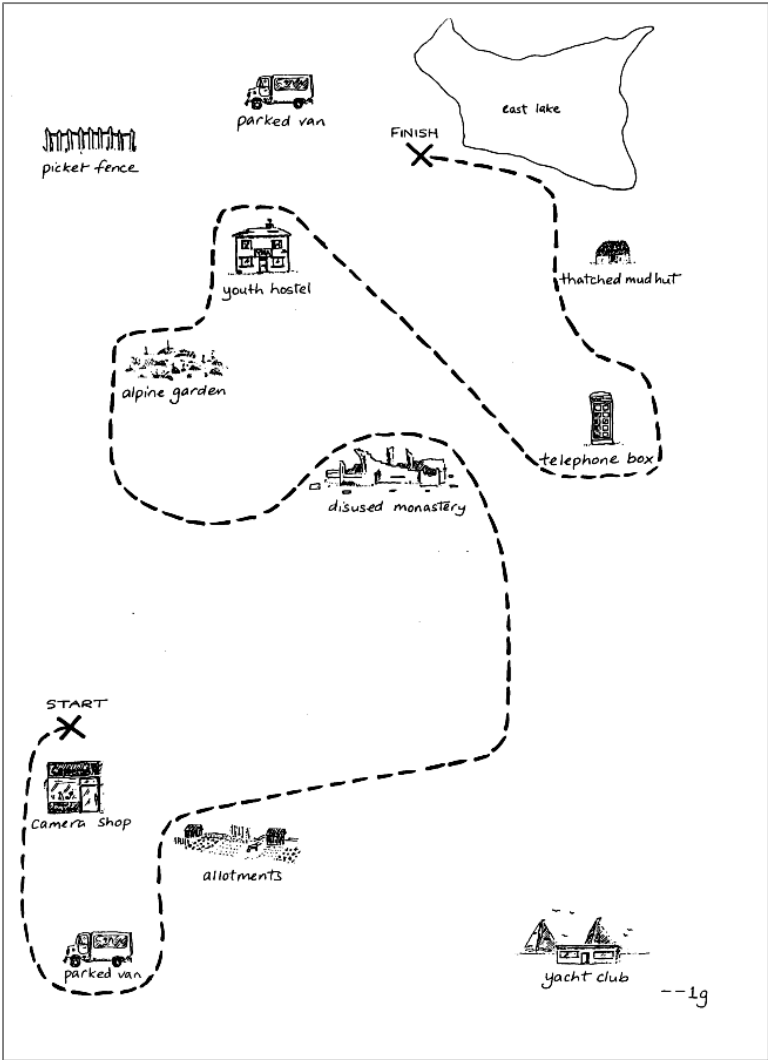 east lake
parked van
FINISH
picket fence
youth hostel
thatched mud hut
alpine garden
telephone box
disused monastery
START
camera shop
allotments
parked van
yacht club
--1g